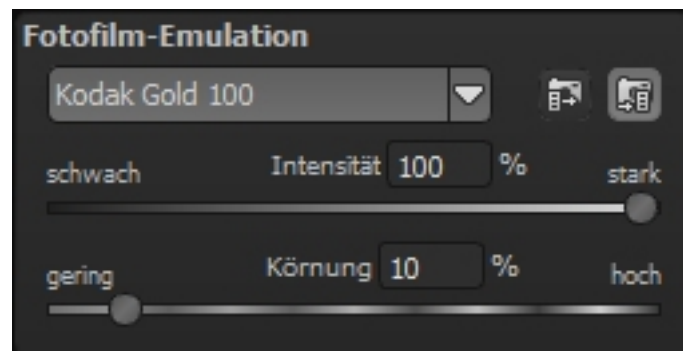 Fotofilm-Emulation
Kodak Gold 100
schwach Intensität 100 % stark
gering Körnung 10 % hoch